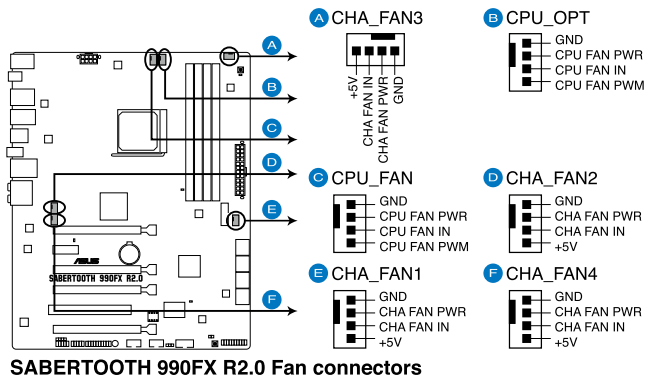 A CHA_FAN3
+5V
CHA FAN IN
CHA FAN PWR
GND
B CPU_OPT
GND
CPU FAN PWR
CPU FAN IN
CPU FAN PWM
A
B
C
D
E
F
C CPU_FAN
GND
CPU FAN PWR
CPU FAN IN
CPU FAN PWM
D CHA_FAN2
GND
CHA FAN PWR
CHA FAN IN
+5V
E CHA_FAN1
GND
CHA FAN PWR
CHA FAN IN
+5V
F CHA_FAN4
GND
CHA FAN PWR
CHA FAN IN
+5V
ASUS
SABERTOOTH 990FX R2.0
SABERTOOTH 990FX R2.0 Fan connectors